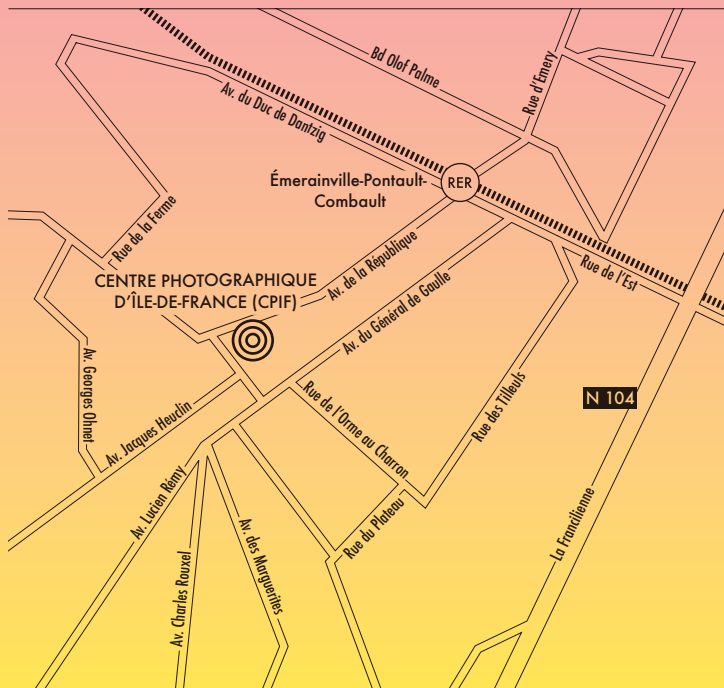 Bd Olof Palme
Rue d'Emery
Av. du Duc de Dantzig
Émerainville-Pontault-
Combault
RER
Rue de la Ferme
Av. de la République
Rue de l'Est
CENTRE PHOTOGRAPHIQUE
D'ÎLE-DE-FRANCE (CPIF)
Av. du Général de Gaulle
Av. Georges Ohnet
Av. Jacques Heuclin
Rue de l'Orme au Charron
Rue des Tilleuls
N 104
Av. Lucien Rémy
Rue du Plateau
La Francilienne
Av. Charles Rouxel
Av. des Marguerites